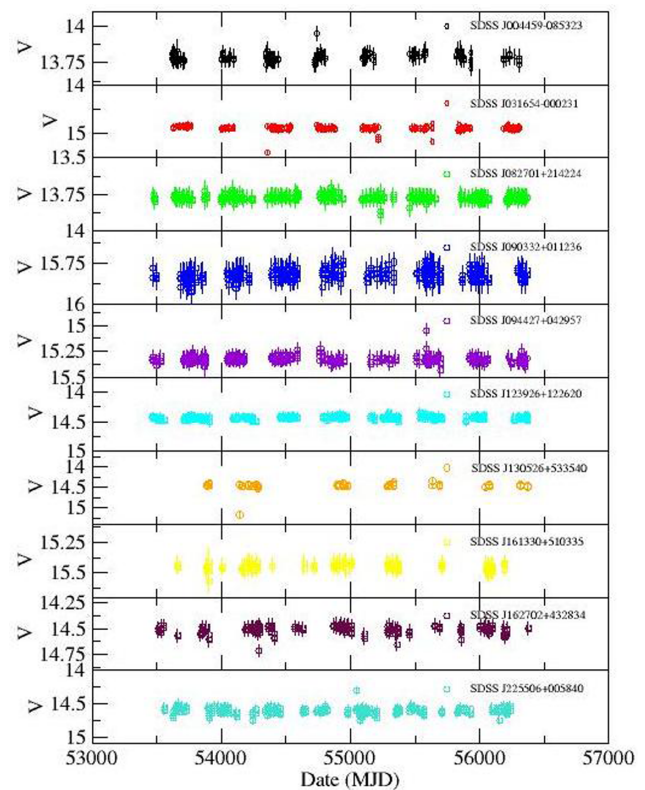 14
V
SDSS J004459-085323
13.75
14
SDSS J031654-000231
V
15
13.5
SDSS J082701+214224
V
13.75
14
SDSS J090332+011236
V
15.75
16
SDSS J094427+042957
15
V
15.25
15.5
14
SDSS J123926+122620
V
14.5
15
14
SDSS J130526+533540
V
14.5
15
SDSS J161330+510335
15.25
V
15.5
14.25
SDSS J162702+432834
V
14.5
14.75
14
SDSS J225506+005840
V
14.5
15
53000 54000 55000 56000 57000
Date (MJD)